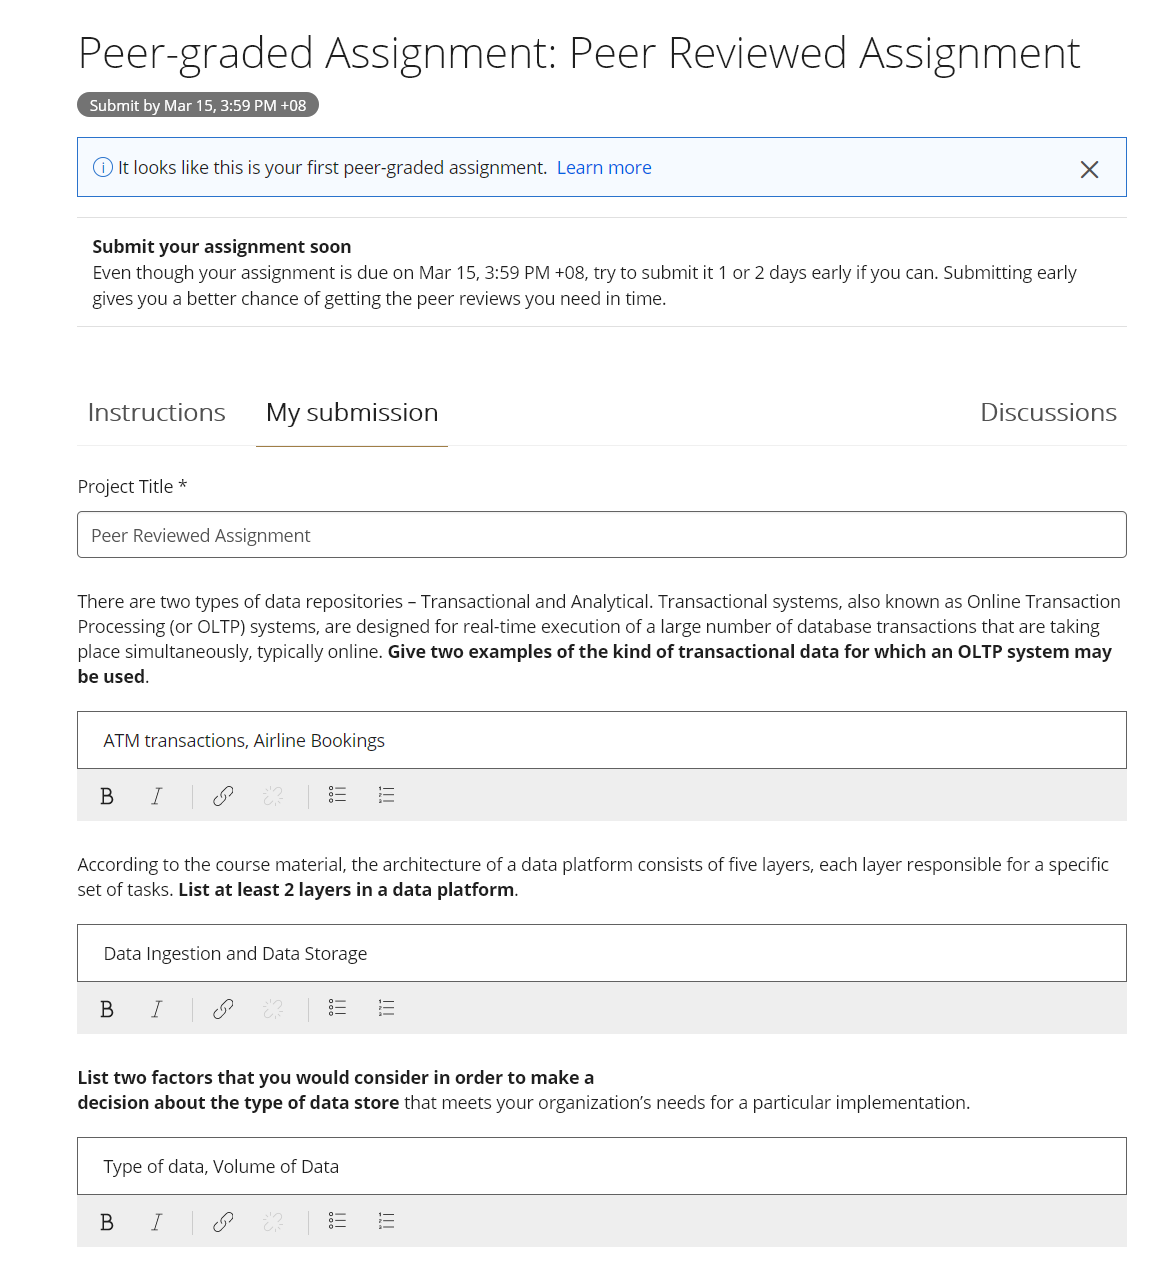 Peer-graded Assignment: Peer Reviewed Assignment
Submit by Mar 15, 3:59 PM +08
It looks like this is your first peer-graded assignment. Learn more
Submit your assignment soon
Even though your assignment is due on Mar 15, 3:59 PM +08, try to submit it 1 or 2 days early if you can. Submitting early
gives you a better chance of getting the peer reviews you need in time.
Instructions My submission Discussions
Project Title *
Peer Reviewed Assignment
There are two types of data repositories – Transactional and Analytical. Transactional systems, also known as Online Transaction
Processing (or OLTP) systems, are designed for real-time execution of a large number of database transactions that are taking
place simultaneously, typically online. Give two examples of the kind of transactional data for which an OLTP system may
be used.
ATM transactions, Airline Bookings
B I
According to the course material, the architecture of a data platform consists of five layers, each layer responsible for a specific
set of tasks. List at least 2 layers in a data platform.
Data Ingestion and Data Storage
B I
List two factors that you would consider in order to make a
decision about the type of data store that meets your organization’s needs for a particular implementation.
Type of data, Volume of Data
B I